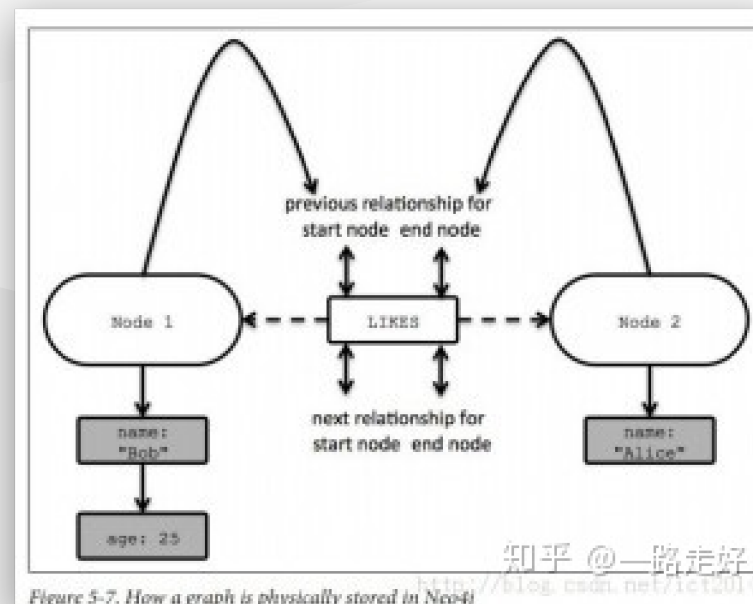 previous relationship for
start node end node
Node 1
LIKES
Node 2
next relationship for
start node end node
name:
"Bob"
name:
"Alice"
age: 25
知乎 @一路走好
Figure 5-7. How a graph is physically stored in Neo4j